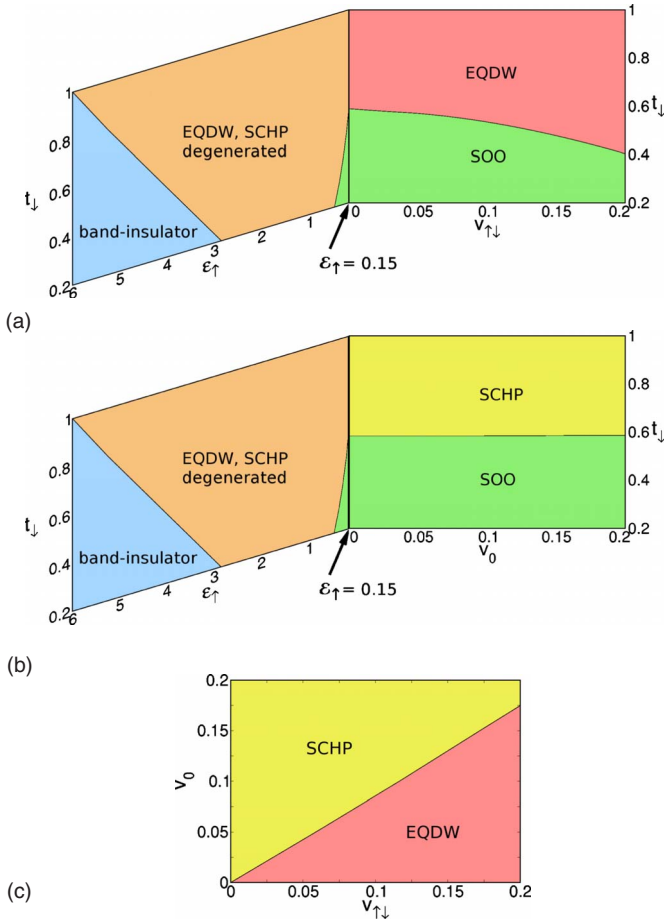 1
EQDW
0.8
1
EQDW, SCHP
degenerated
0.6 t↓
0.8
SOO
t↓ 0.6
0.4
0.4
band-insulator
1
0.2
2
0 0.05 0.1 0.15 0.2
3
v↑↓
0.2
4
ε↑
5
ε↑ = 0.15
6
(a)
1
SCHP
0.8
1
EQDW, SCHP
degenerated
0.6 t↓
0.8
SOO
t↓ 0.6
0.4
0.4
band-insulator
1
0.2
2
0 0.05 0.1 0.15 0.2
3
v₀
0.2
4
ε↑
5
ε↑ = 0.15
6
(b)
0.2
0.15
SCHP
v₀ 0.1
0.05
EQDW
0
0 0.05 0.1 0.15 0.2
(c)
v↑↓